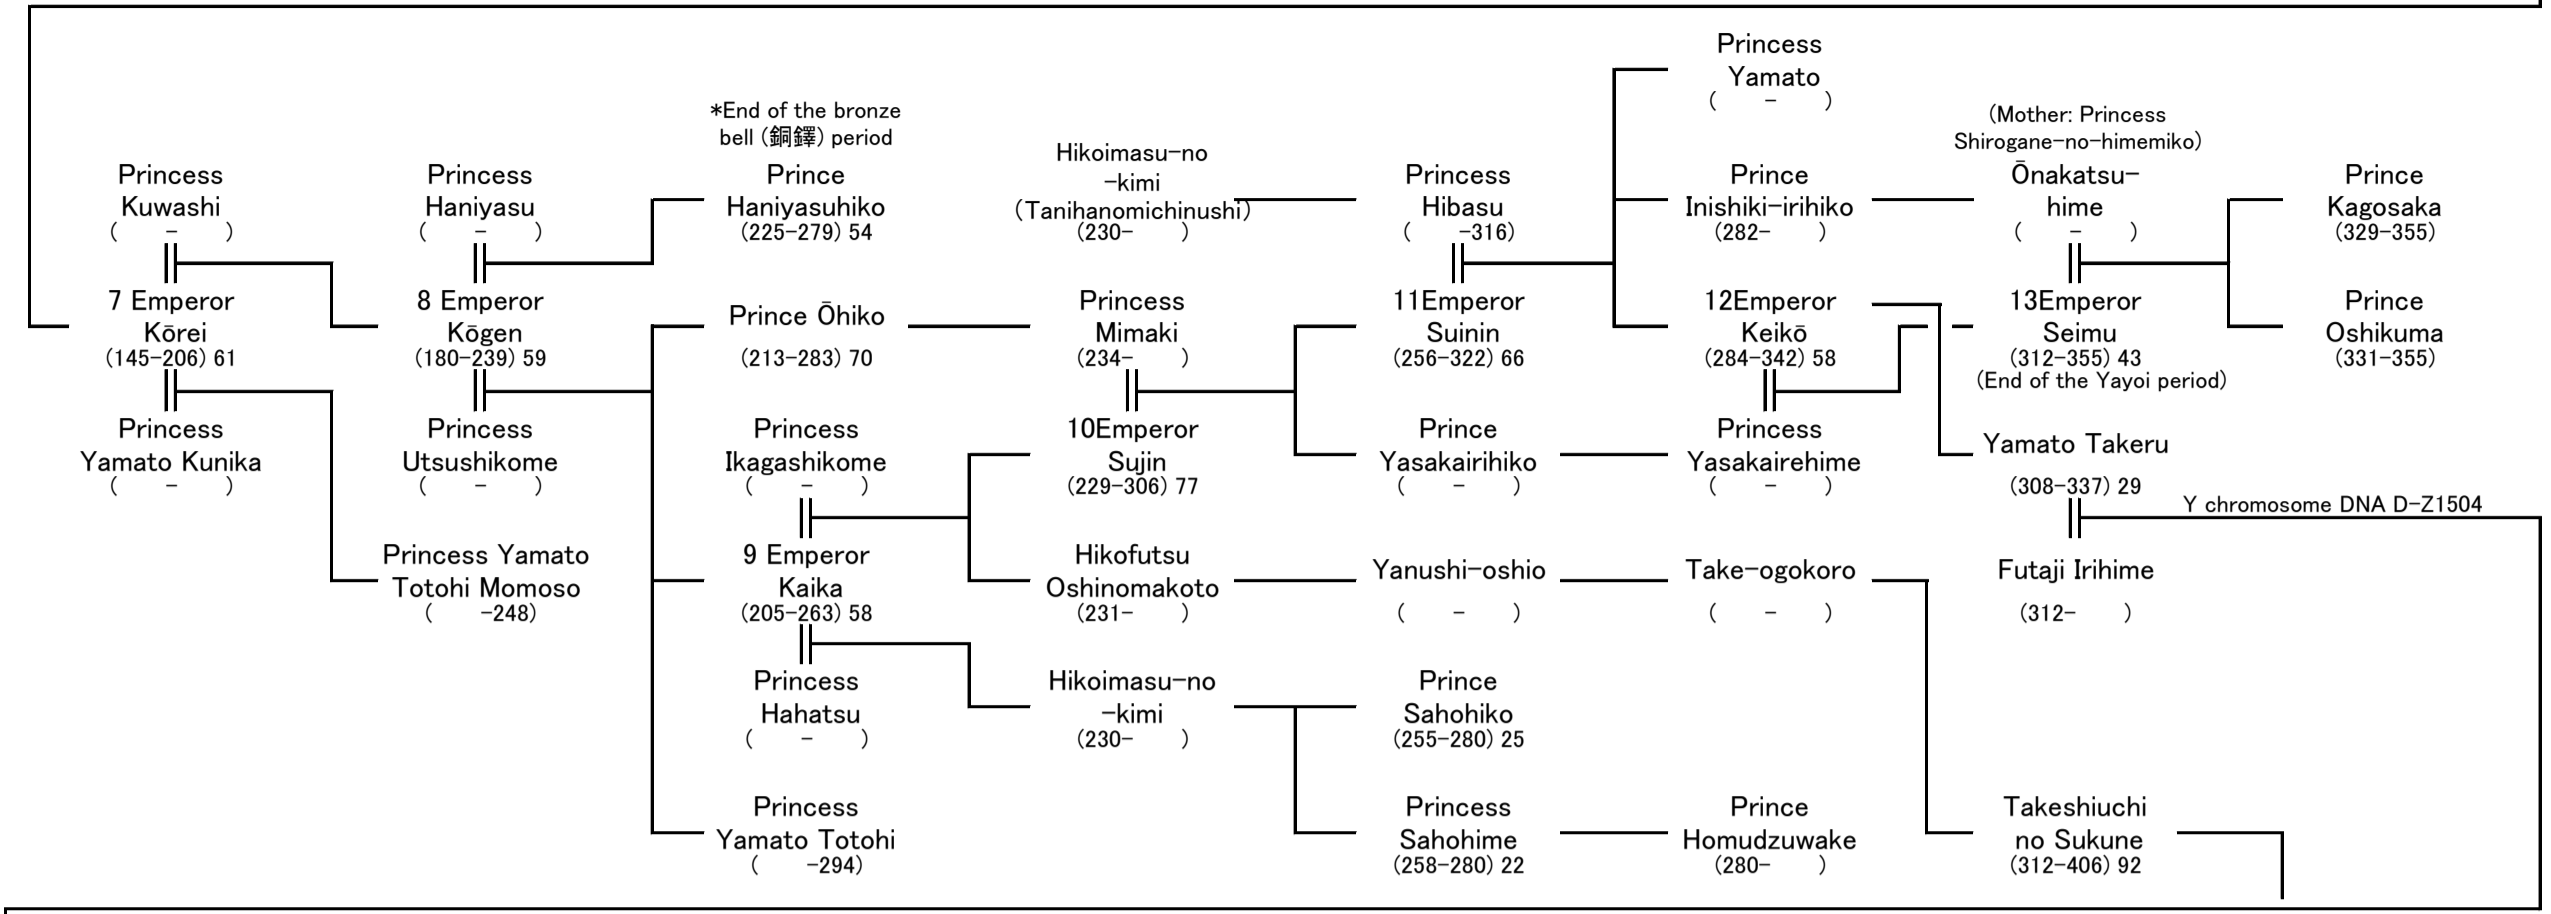 Princess
Kuwashi
(　　-　　)
7 Emperor
Kōrei
(145-206) 61
Princess
Yamato Kunika
(　　-　　)
Princess
Haniyasu
(　　-　　)
8 Emperor
Kōgen
(180-239) 59
Princess
Utsushikome
(　　-　　)
Princess Yamato
Totohi Momoso
(　　-248)
*End of the bronze
bell (銅鐸) period
Prince
Haniyasuhiko
(225-279) 54
Prince Ōhiko
(213-283) 70
Princess
Ikagashikome
(　　-　　)
9 Emperor
Kaika
(205-263) 58
Princess
Hahatsu
(　　-　　)
Princess
Yamato Totohi
(　　-294)
Hikoimasu-no
-kimi
(Tanihanomichinushi)
(230-　　)
Princess
Mimaki
(234-　　)
10Emperor
Sujin
(229-306) 77
Hikofutsu
Oshinomakoto
(231-　　)
Hikoimasu-no
-kimi
(230-　　)
Princess
Hibasu
(　　-316)
11Emperor
Suinin
(256-322) 66
Prince
Yasakairihiko
(　　-　　)
Yanushi-oshio
(　　-　　)
Prince
Sahohiko
(255-280) 25
Princess
Sahohime
(258-280) 22
Princess
Yamato
(　　-　　)
Prince
Inishiki-irihiko
(282-　　)
12Emperor
Keikō
(284-342) 58
Princess
Yasakairehime
(　　-　　)
Take-ogokoro
(　　-　　)
Prince
Homudzuwake
(280-　　)
(Mother: Princess
Shirogane-no-himemiko)
Ōnakatsu-
hime
(　　-　　)
13Emperor
Seimu
(312-355) 43
(End of the Yayoi period)
Yamato Takeru
(308-337) 29
Y chromosome DNA D-Z1504
Futaji Irihime
(312-　　)
Takeshiuchi
no Sukune
(312-406) 92
Prince
Kagosaka
(329-355)
Prince
Oshikuma
(331-355)